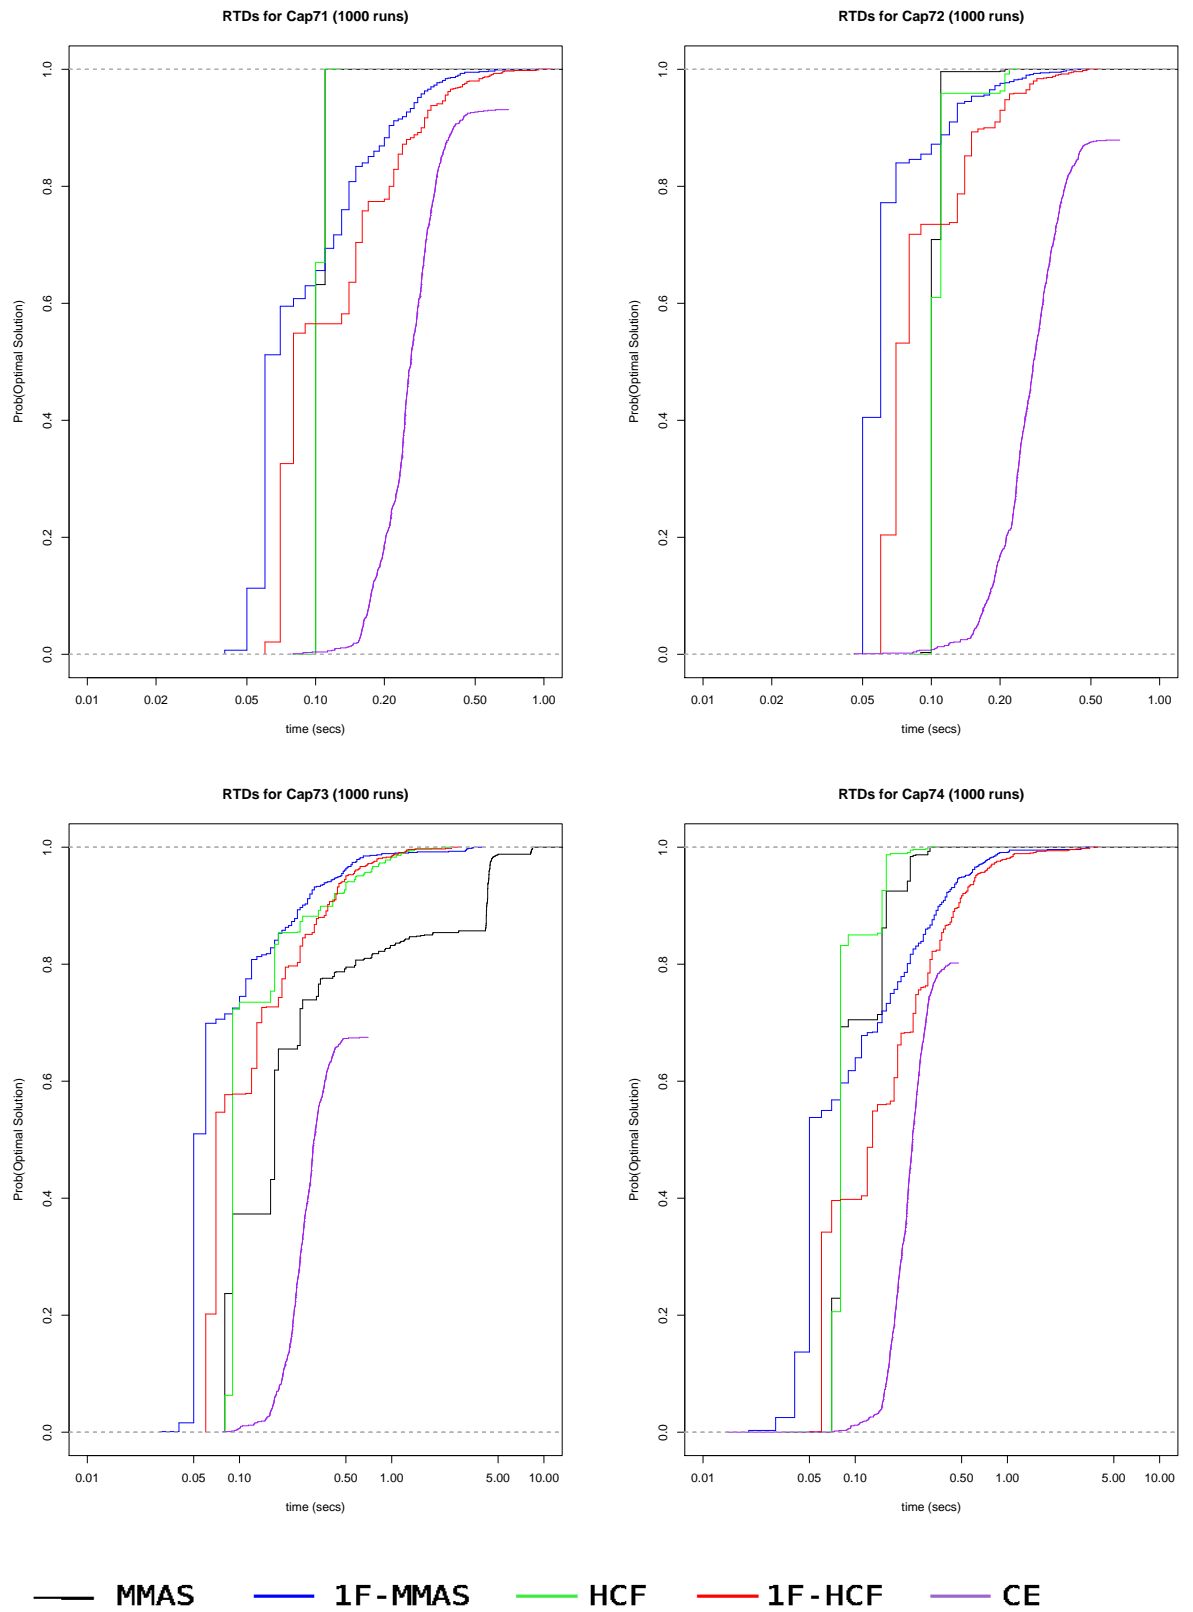 RTDs for Cap71 (1000 runs)
Prob(Optimal Solution)
1.0
0.8
0.6
0.4
0.2
0.0
0.01 0.02 0.05 0.10 0.20 0.50 1.00
time (secs)
RTDs for Cap72 (1000 runs)
Prob(Optimal Solution)
1.0
0.8
0.6
0.4
0.2
0.0
0.01 0.02 0.05 0.10 0.20 0.50 1.00
time (secs)
RTDs for Cap73 (1000 runs)
Prob(Optimal Solution)
1.0
0.8
0.6
0.4
0.2
0.0
0.01 0.05 0.10 0.50 1.00 5.00 10.00
time (secs)
RTDs for Cap74 (1000 runs)
Prob(Optimal Solution)
1.0
0.8
0.6
0.4
0.2
0.0
0.01 0.05 0.10 0.50 1.00 5.00 10.00
time (secs)
MMAS 1F-MMAS HCF 1F-HCF CE